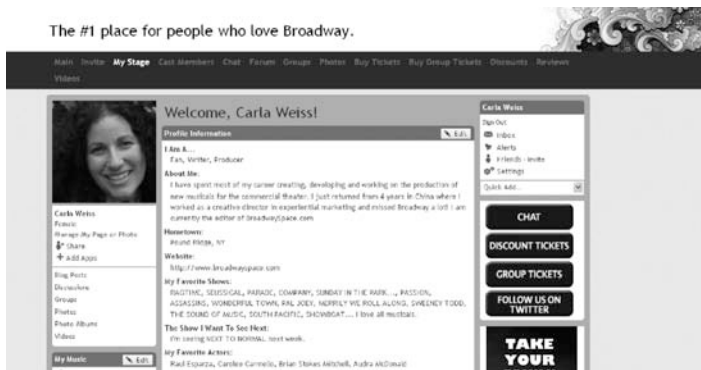 The #1 place for people who love Broadway.
Main Invite My Stage Cast Members Chat Forum Groups Photos Buy Tickets Buy Group Tickets Discounts Reviews
Videos
Carla Weiss
Female
Manage My Page or Photo
Share
Add Apps
Blog Posts
Discussions
Groups
Photos
Photo Albums
Videos
My Music Edit
Welcome, Carla Weiss!
Profile Information Edit
I Am A...
Fan, Writer, Producer
About Me:
I have spent most of my career creating, developing and working on the production of
new musicals for the commercial theater. I just returned from 4 years in China where I
worked as a creative director in experiential marketing and missed Broadway a lot! I am
currently the editor of BroadwaySpace.com
Hometown:
Pound Ridge, NY
Website:
http://www.broadwayspace.com
My Favorite Shows:
RAGTIME, SEUSSICAL, PARADE, COMPANY, SUNDAY IN THE PARK..., PASSION,
ASSASSINS, WONDERFUL TOWN, PAL JOEY, MERRILY WE ROLL ALONG, SWEENEY TODD,
THE SOUND OF MUSIC, SOUTH PACIFIC, SHOWBOAT... I love all musicals.
The Show I Want To See Next:
I'm seeing NEXT TO NORMAL next week.
My Favorite Actors:
Raul Esparza, Carolee Carmello, Brian Stokes Mitchell, Audra McDonald
Carla Weiss
Sign Out
Inbox
Alerts
Friends - Invite
Settings
Quick Add...
CHAT
DISCOUNT TICKETS
GROUP TICKETS
FOLLOW US ON
TWITTER
TAKE
YOUR